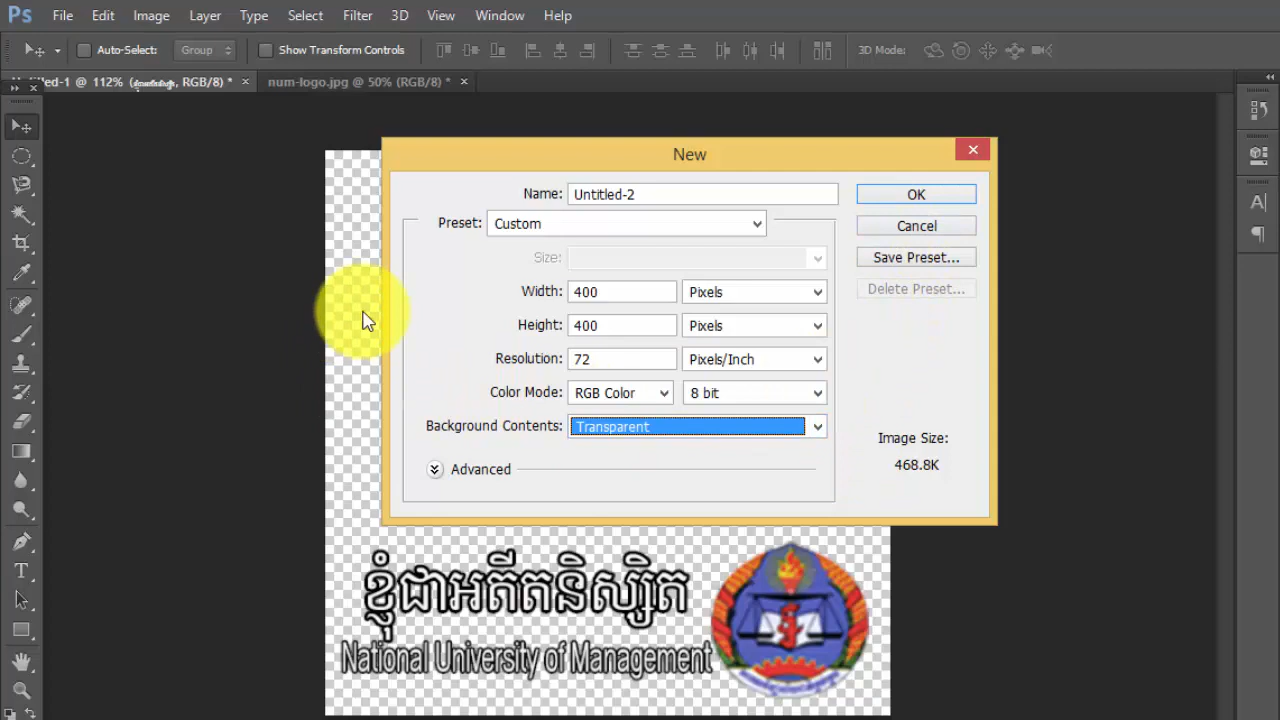 Ps File Edit Image Layer Type Select Filter 3D View Window Help
Auto-Select: Group Show Transform Controls 3D Mode:
-1 @ 112% ( , RGB/8) * × num-logo.jpg @ 50% (RGB/8) * ×
New
Name: Untitled-2 OK
Preset: Custom Cancel
Size: Save Preset...
Width: 400 Pixels Delete Preset...
Height: 400 Pixels
Resolution: 72 Pixels/Inch
Color Mode: RGB Color 8 bit
Background Contents: Transparent Image Size:
468.8K
Advanced
ខ្ញុំជាអតីតនិស្សិត
National University of Management